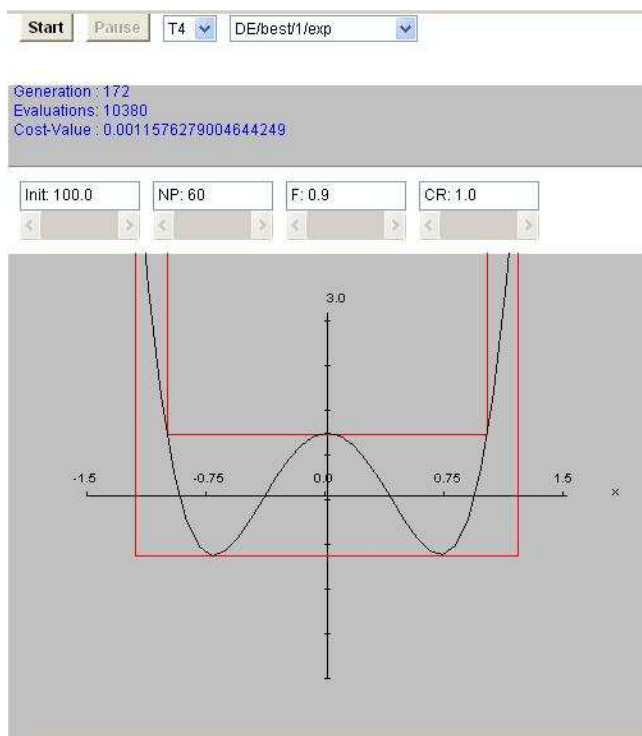 Start Pause T4 DE/best/1/exp
Generation : 172
Evaluations: 10380
Cost-Value : 0.0011576279004644249
Init: 100.0 NP: 60 F: 0.9 CR: 1.0
3.0
-1.5 -0.75 0.0 0.75 1.5
x